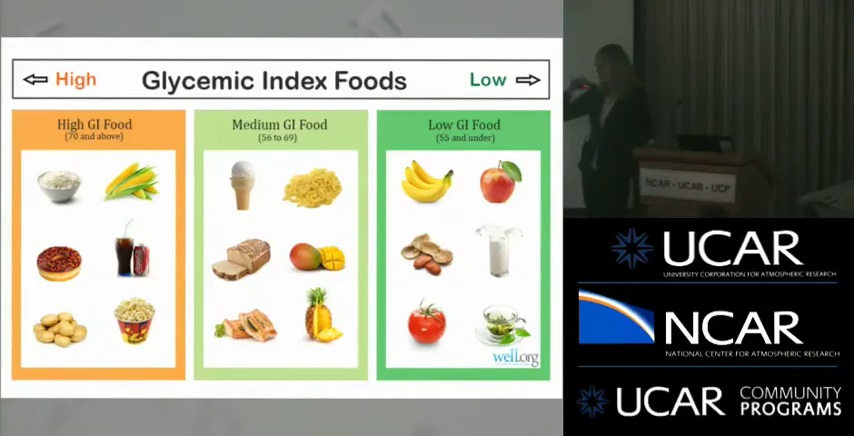 High
Glycemic Index Foods
Low
High GI Food
(70 and above)
Medium GI Food
(56 to 69)
Low GI Food
(55 and under)
well.org
NCAR • UCAR • UCP
UCAR
UNIVERSITY CORPORATION FOR ATMOSPHERIC RESEARCH
NCAR
NATIONAL CENTER FOR ATMOSPHERIC RESEARCH
UCAR COMMUNITY
PROGRAMS